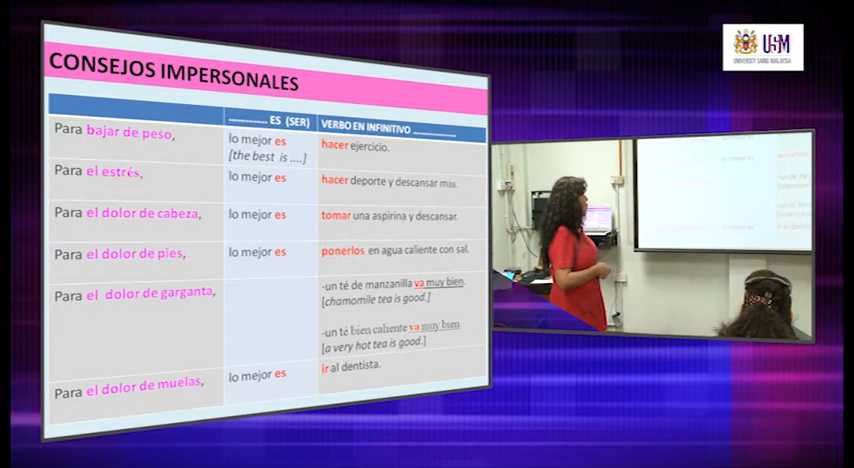 CONSEJOS IMPERSONALES
............. ES (SER) VERBO EN INFINITIVO ..................
Para bajar de peso, lo mejor es hacer ejercicio.
[the best is ....]
Para el estrés, lo mejor es hacer deporte y descansar más.
Para el dolor de cabeza, lo mejor es tomar una aspirina y descansar.
Para el dolor de pies, lo mejor es ponerlos en agua caliente con sal.
Para el dolor de garganta, -un té de manzanilla va muy bien.
[chamomile tea is good.]
-un té bien caliente va muy bien.
[a very hot tea is good.]
Para el dolor de muelas, lo mejor es ir al dentista.
USM
UNIVERSITI SAINS MALAYSIA
lo mejor es ponerlos